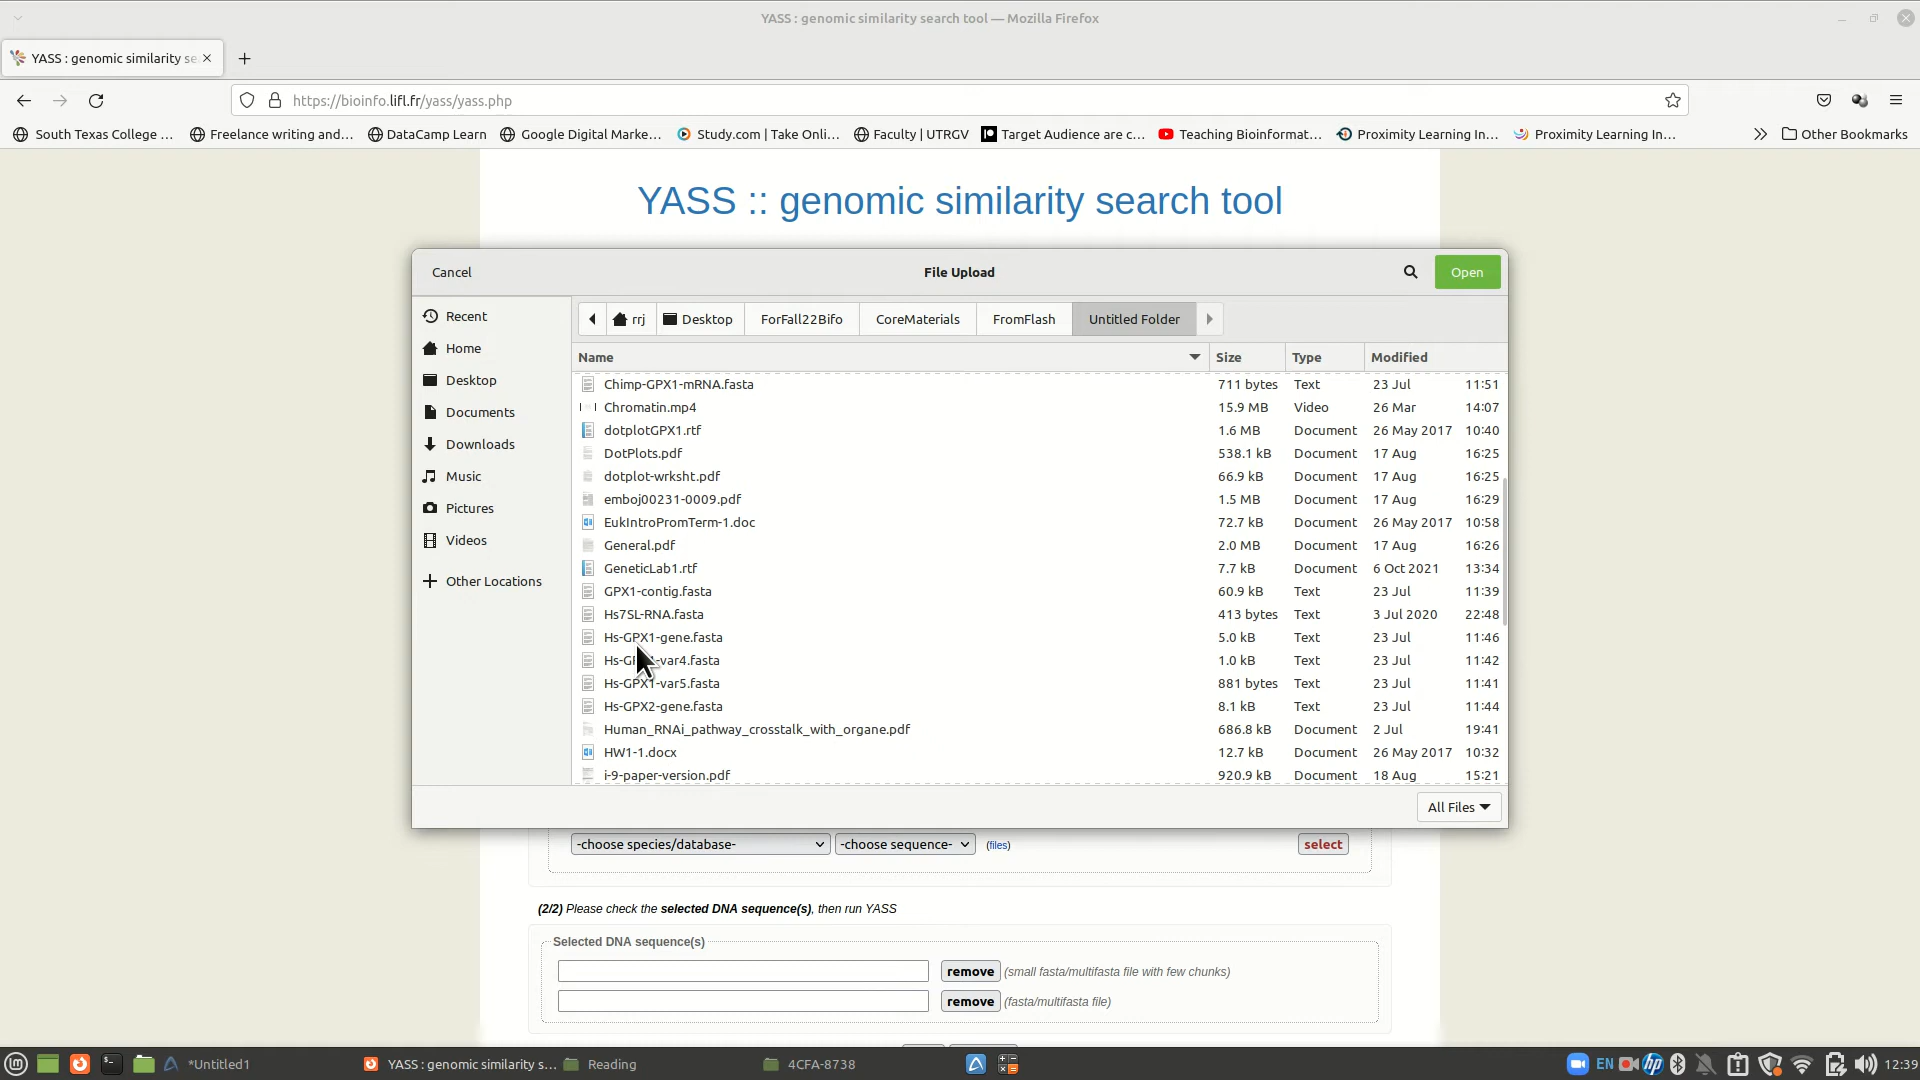 YASS : genomic similarity search tool — Mozilla Firefox
YASS : genomic similarity se
https://bioinfo.lifl.fr/yass/yass.php
South Texas College ... Freelance writing and... DataCamp Learn Google Digital Marke... Study.com | Take Onli... Faculty | UTRGV Target Audience are c... Teaching Bioinformat... Proximity Learning In... Proximity Learning In... Other Bookmarks
YASS :: genomic similarity search tool
Cancel File Upload Open
Recent
Home
Desktop
Documents
Downloads
Music
Pictures
Videos
Other Locations
rrj Desktop ForFall22Bifo CoreMaterials FromFlash Untitled Folder
Name Size Type Modified
Chimp-GPX1-mRNA.fasta 711 bytes Text 23 Jul 11:51
Chromatin.mp4 15.9 MB Video 26 Mar 14:07
dotplotGPX1.rtf 1.6 MB Document 26 May 2017 10:40
DotPlots.pdf 538.1 kB Document 17 Aug 16:25
dotplot-wrksht.pdf 66.9 kB Document 17 Aug 16:25
emboj00231-0009.pdf 1.5 MB Document 17 Aug 16:29
EukIntroPromTerm-1.doc 72.7 kB Document 26 May 2017 10:58
General.pdf 2.0 MB Document 17 Aug 16:26
GeneticLab1.rtf 7.7 kB Document 6 Oct 2021 13:34
GPX1-contig.fasta 60.9 kB Text 23 Jul 11:39
Hs7SL-RNA.fasta 413 bytes Text 3 Jul 2020 22:48
Hs-GPX1-gene.fasta 5.0 kB Text 23 Jul 11:46
-var4.fasta 1.0 kB Text 23 Jul 11:42
Hs-GPX1-var5.fasta 881 bytes Text 23 Jul 11:41
Hs-GPX2-gene.fasta 8.1 kB Text 23 Jul 11:44
Human_RNAi_pathway_crosstalk_with_organe.pdf 686.8 kB Document 2 Jul 19:41
HW1-1.docx 12.7 kB Document 26 May 2017 10:32
i-9-paper-version.pdf 920.9 kB Document 18 Aug 15:21
All Files
-choose species/database- -choose sequence- (files) select
(2/2) Please check the selected DNA sequence(s), then run YASS
Selected DNA sequence(s)
remove (small fasta/multifasta file with few chunks)
remove (fasta/multifasta file)
*Untitled1 YASS : genomic similarity s... Reading 4CFA-8738 EN 12:39